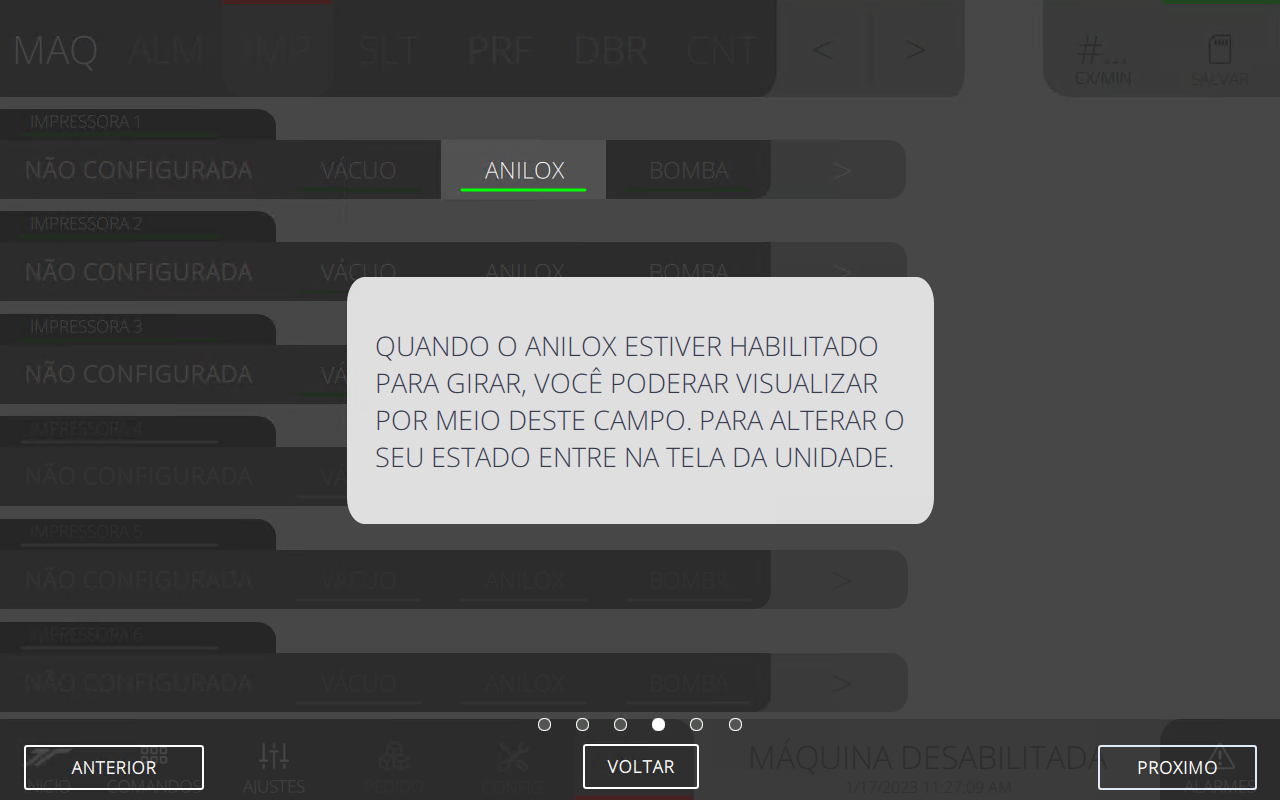 MAQ ALM IMP SLT PRF DBR CNT < > #... CX/MIN SALVAR
IMPRESSORA 1
NÃO CONFIGURADA VÁCUO ANILOX BOMBA >
IMPRESSORA 2
NÃO CONFIGURADA VÁCUO ANILOX BOMBA >
IMPRESSORA 3
NÃO CONFIGURADA
IMPRESSORA 4
NÃO CONFIGURADA
QUANDO O ANILOX ESTIVER HABILITADO
PARA GIRAR, VOCÊ PODERAR VISUALIZAR
POR MEIO DESTE CAMPO. PARA ALTERAR O
SEU ESTADO ENTRE NA TELA DA UNIDADE.
IMPRESSORA 5
NÃO CONFIGURADA VÁCUO ANILOX BOMBA >
IMPRESSORA 6
NÃO CONFIGURADA VÁCUO ANILOX BOMBA >
ANTERIOR VOLTAR PROXIMO
MÁQUINA DESABILITADA
INICIO COMANDOS AJUSTES PEDIDO CONFIG 1/17/2023 11:27:09 AM ALARMES